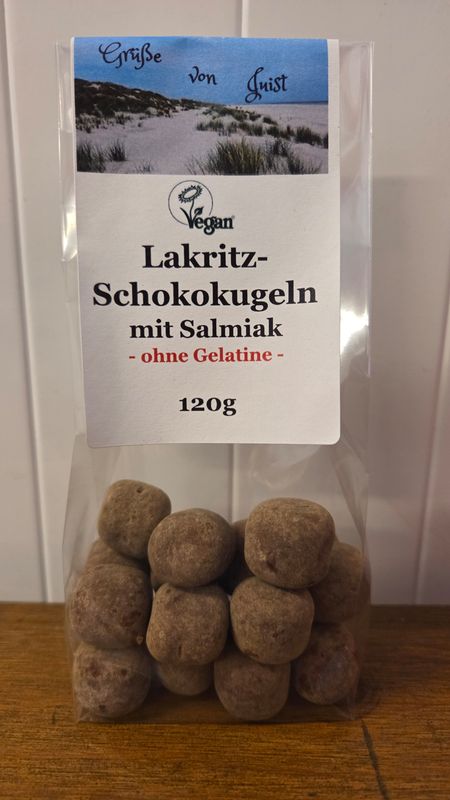 Grüße von Juist
Vegan
Lakritz-
Schokokugeln
mit Salmiak
- ohne Gelatine -
120g